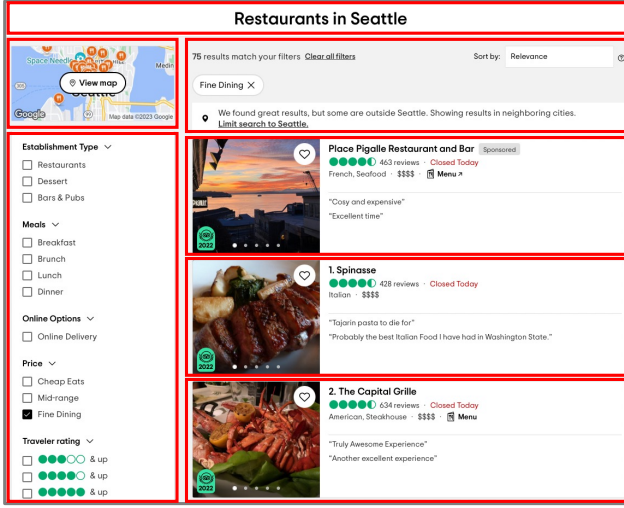 Restaurants in Seattle
Space Needle
Medin
View map
Seattle
Google
Map data ©2023 Google
75 results match your filters Clear all filters
Sort by: Relevance
Fine Dining
We found great results, but some are outside Seattle. Showing results in neighboring cities.
Limit search to Seattle.
Establishment Type
Restaurants
Dessert
Bars & Pubs
Meals
Breakfast
Brunch
Lunch
Dinner
Online Options
Online Delivery
Price
Cheap Eats
Mid-range
Fine Dining
Traveler rating
& up
& up
& up
Place Pigalle Restaurant and Bar Sponsored
463 reviews · Closed Today
French, Seafood · $$$$ · Menu
"Cosy and expensive"
"Excellent time"
2022
1. Spinasse
428 reviews · Closed Today
Italian · $$$$
"Tajarin pasta to die for"
"Probably the best Italian Food I have had in Washington State."
2022
2. The Capital Grille
634 reviews · Closed Today
American, Steakhouse · $$$$ · Menu
"Truly Awesome Experience"
"Another excellent experience"
2022